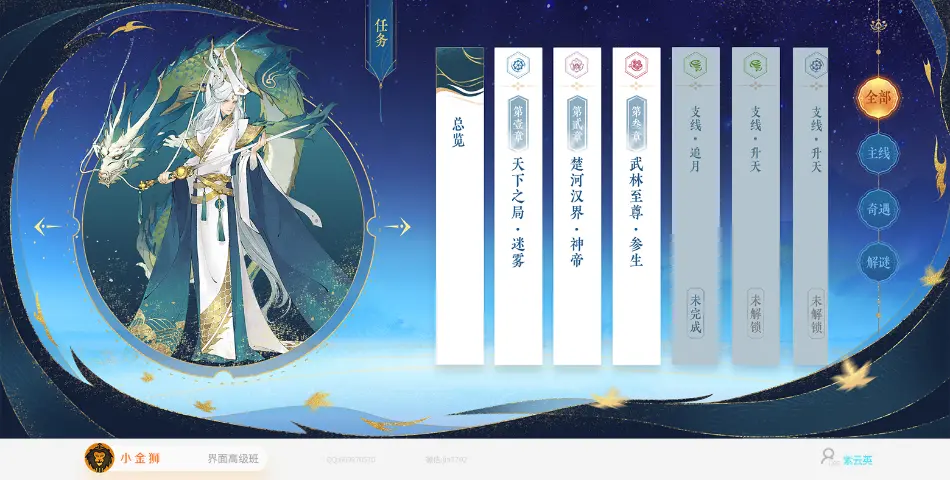 任务
总览
第壹章
天下之局·迷雾
第贰章
楚河汉界·神帝
第叁章
武林至尊·参生
支线·追月
未完成
支线·升天
未解锁
支线·升天
未解锁
全部
主线
奇遇
解谜
小金狮
界面高级班
紫云英